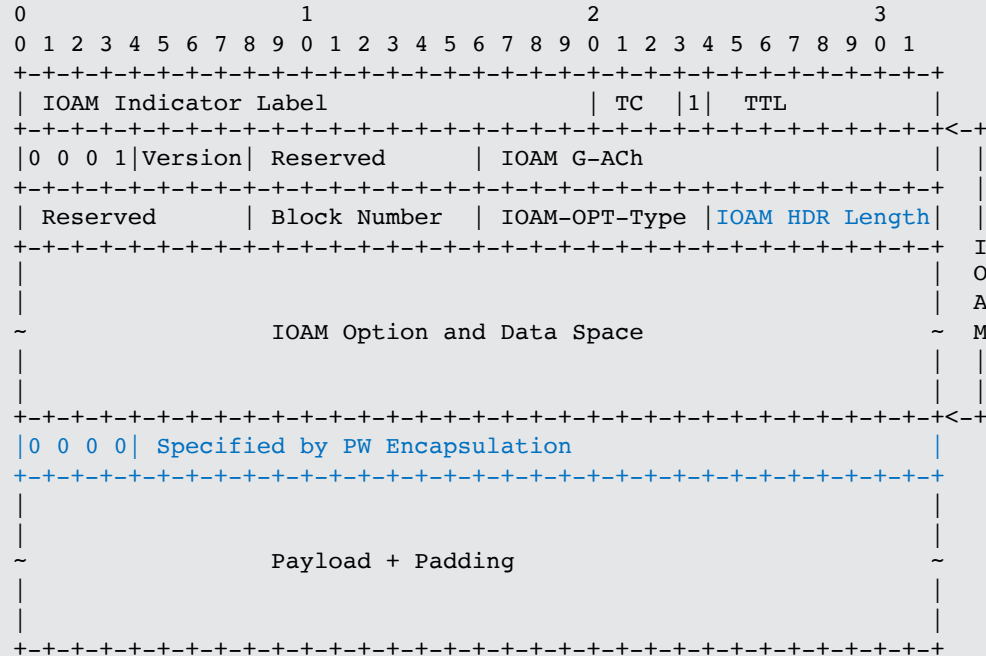 0                   1                   2                   3
0 1 2 3 4 5 6 7 8 9 0 1 2 3 4 5 6 7 8 9 0 1 2 3 4 5 6 7 8 9 0 1
+-+-+-+-+-+-+-+-+-+-+-+-+-+-+-+-+-+-+-+-+-+-+-+-+-+-+-+-+-+-+-+-+
| IOAM Indicator Label                  | TC  |1|  TTL          |
+-+-+-+-+-+-+-+-+-+-+-+-+-+-+-+-+-+-+-+-+-+-+-+-+-+-+-+-+-+-+-+-+<-+
|0 0 0 1|Version| Reserved      | IOAM G-ACh                    |  |
+-+-+-+-+-+-+-+-+-+-+-+-+-+-+-+-+-+-+-+-+-+-+-+-+-+-+-+-+-+-+-+-+  |
| Reserved      | Block Number  | IOAM-OPT-Type |IOAM HDR Length|  |
+-+-+-+-+-+-+-+-+-+-+-+-+-+-+-+-+-+-+-+-+-+-+-+-+-+-+-+-+-+-+-+-+  I
|                                                               |  O
|                                                               |  A
~                 IOAM Option and Data Space                    ~  M
|                                                               |  |
|                                                               |  |
+-+-+-+-+-+-+-+-+-+-+-+-+-+-+-+-+-+-+-+-+-+-+-+-+-+-+-+-+-+-+-+-+<-+
|0 0 0 0| Specified by PW Encapsulation                         |
+-+-+-+-+-+-+-+-+-+-+-+-+-+-+-+-+-+-+-+-+-+-+-+-+-+-+-+-+-+-+-+-+
|                                                               |
|                                                               |
~                 Payload + Padding                             ~
|                                                               |
|                                                               |
+-+-+-+-+-+-+-+-+-+-+-+-+-+-+-+-+-+-+-+-+-+-+-+-+-+-+-+-+-+-+-+-+